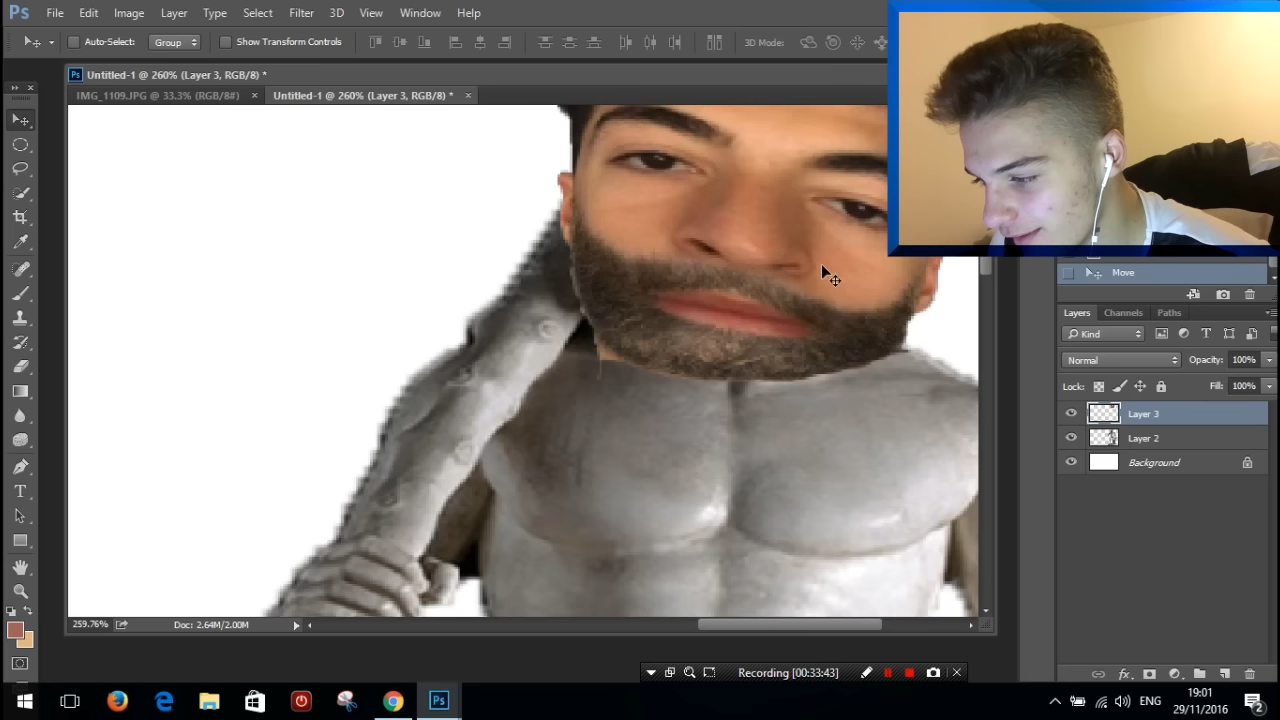 Ps File Edit Image Layer Type Select Filter 3D View Window Help
Auto-Select: Group Show Transform Controls 3D Mode:
Ps Untitled-1 @ 260% (Layer 3, RGB/8) *
IMG_1109.JPG @ 33.3% (RGB/8#) × Untitled-1 @ 260% (Layer 3, RGB/8) * ×
Move
Layers Channels Paths
Kind
Normal Opacity: 100%
Lock: Fill: 100%
Layer 3
Layer 2
Background
T
259.76% Doc: 2.64M/2.00M
Recording [00:33:43]
Ps ENG 19:01
29/11/2016 2